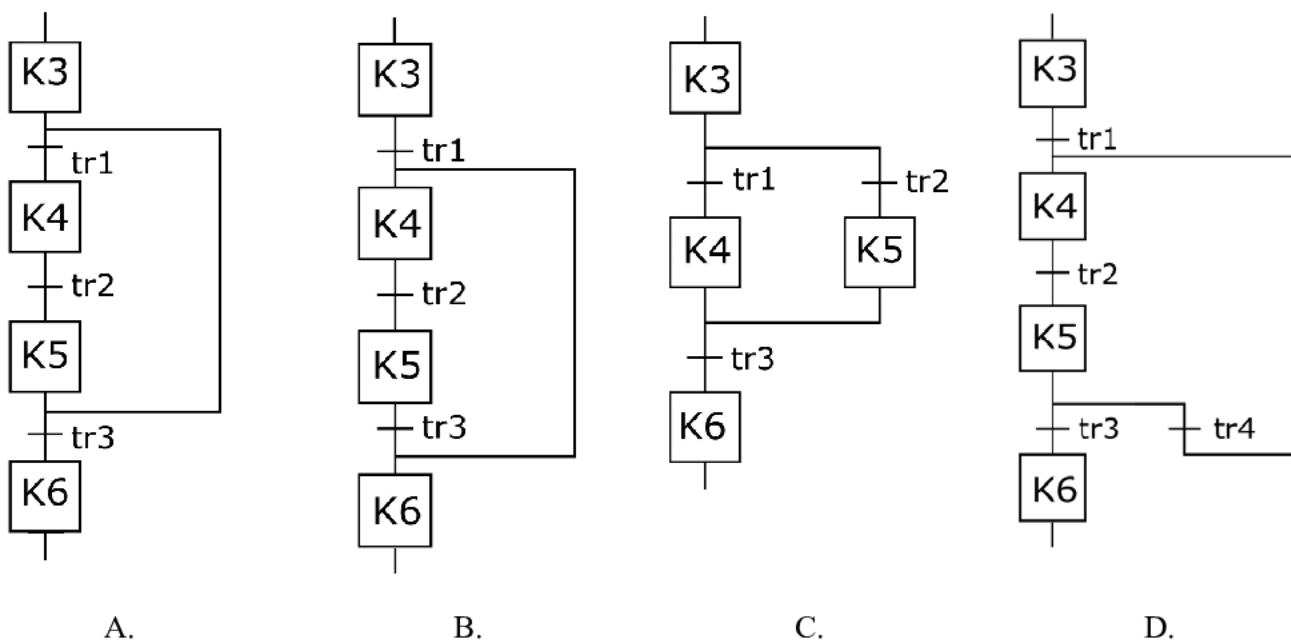 K3
tr1
K4
tr2
K5
tr3
K6
A.
K3
tr1
K4
tr2
K5
tr3
K6
B.
K3
tr1 tr2
K4 K5
tr3
K6
C.
K3
tr1
K4
tr2
K5
tr3 tr4
K6
D.